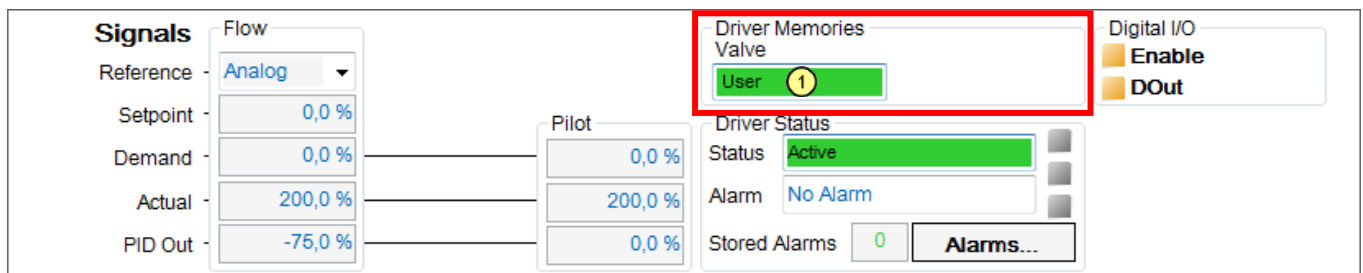 Signals
Flow
Reference - Analog
Setpoint - 0,0 %
Demand - 0,0 %
Actual - 200,0 %
PID Out - -75,0 %
Pilot
0,0 %
200,0 %
0,0 %
Driver Memories
Valve
User 1
Driver Status
Status Active
Alarm No Alarm
Stored Alarms 0 Alarms...
Digital I/O
Enable
DOut